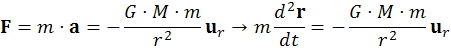 F = m · a = − (G · M · m)/r² u_r → m d²r/dt = − (G · M · m)/r² u_r